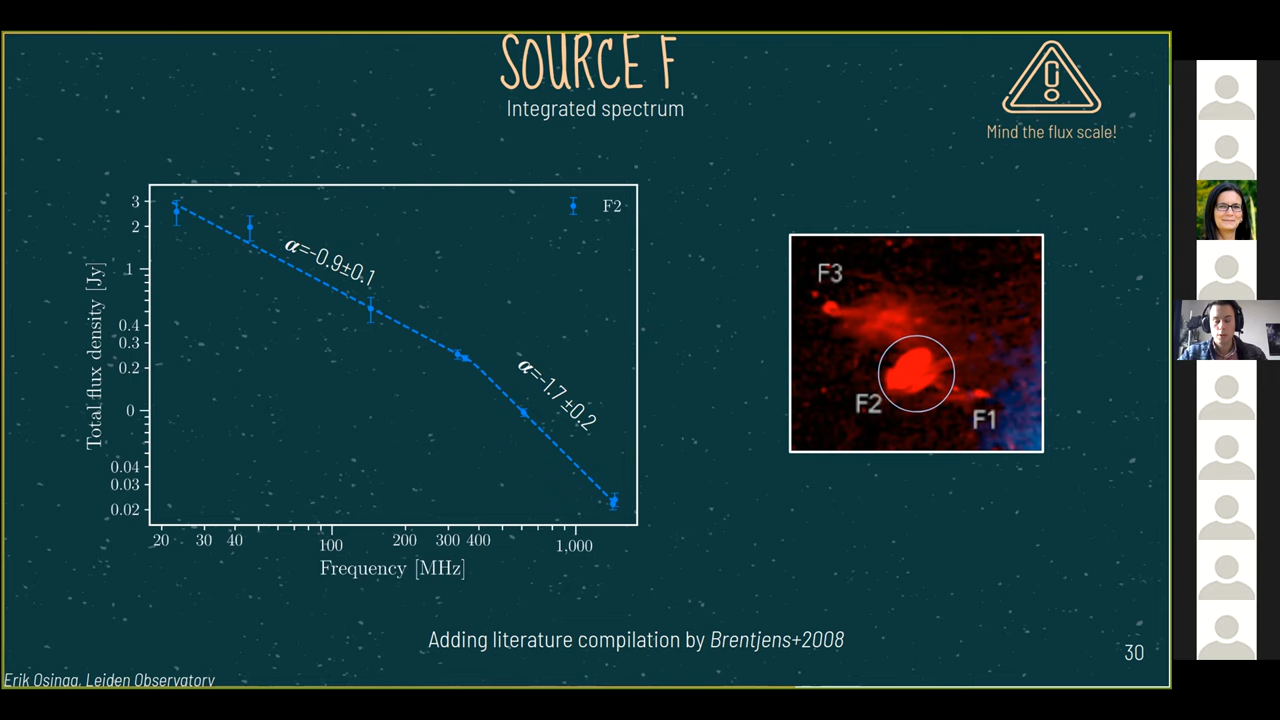 SOURCE F
Integrated spectrum
Mind the flux scale!
F2
α=-0.9±0.1
α=-1.7±0.2
Total flux density [Jy]
3
2
1
0.4
0.3
0.2
0
0.04
0.03
0.02
20 30 40 100 200 300 400 1,000
Frequency [MHz]
F3
F2
F1
Adding literature compilation by Brentjens+2008
30
Erik Osinga, Leiden Observatory